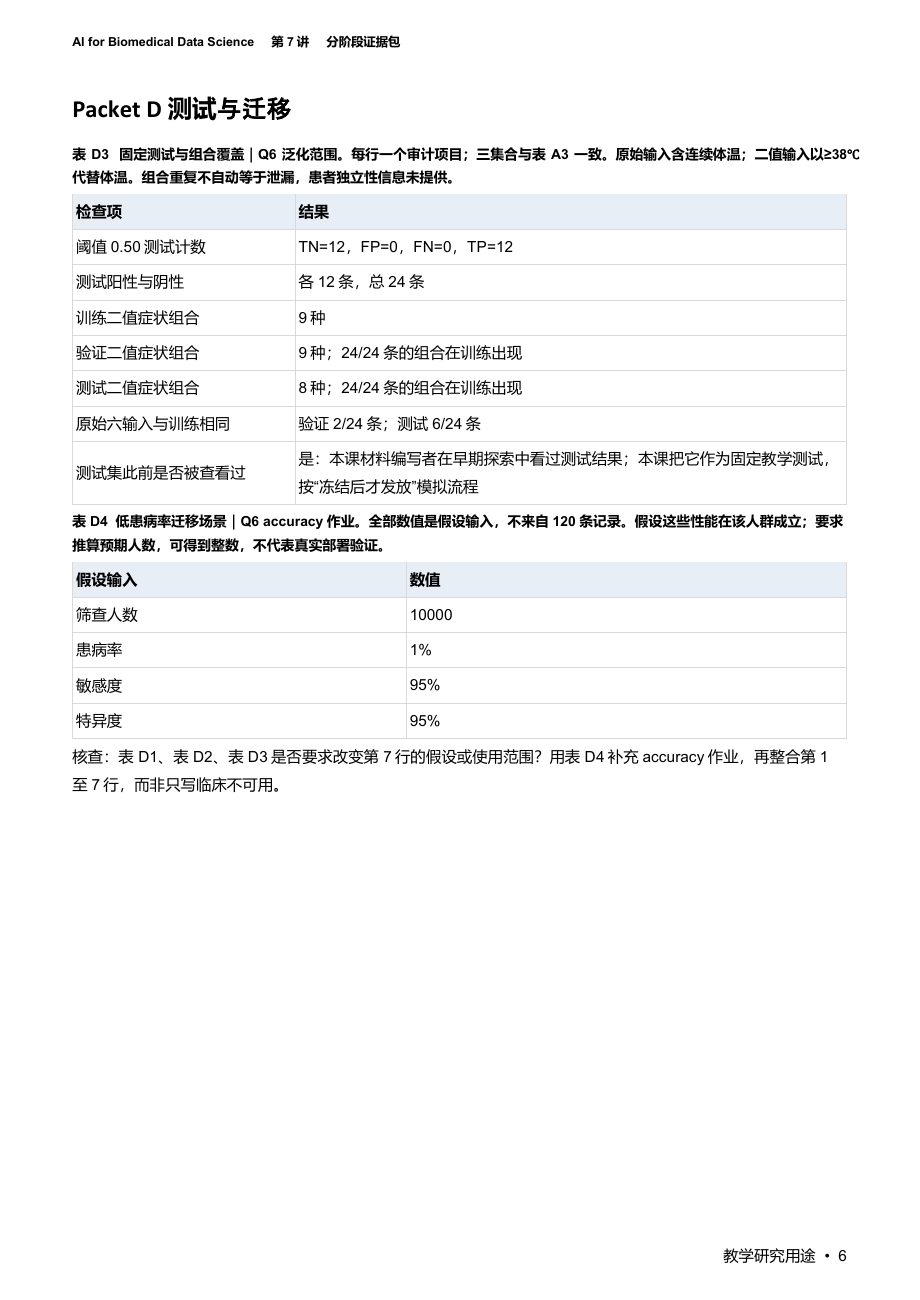 AI for Biomedical Data Science 第 7 讲 分阶段证据包
Packet D 测试与迁移
表 D3 固定测试与组合覆盖｜Q6 泛化范围。每行一个审计项目；三集合与表 A3 一致。原始输入含连续体温；二值输入以≥38℃
代替体温。组合重复不自动等于泄漏，患者独立性信息未提供。
检查项 结果
阈值 0.50 测试计数 TN=12，FP=0，FN=0，TP=12
测试阳性与阴性 各 12 条，总 24 条
训练二值症状组合 9 种
验证二值症状组合 9 种；24/24 条的组合在训练出现
测试二值症状组合 8 种；24/24 条的组合在训练出现
原始六输入与训练相同 验证 2/24 条；测试 6/24 条
测试集此前是否被查看过 是：本课材料编写者在早期探索中看过测试结果；本课把它作为固定教学测试，
按“冻结后才发放”模拟流程
表 D4 低患病率迁移场景｜Q6 accuracy 作业。全部数值是假设输入，不来自 120 条记录。假设这些性能在该人群成立；要求
推算预期人数，可得到整数，不代表真实部署验证。
假设输入 数值
筛查人数 10000
患病率 1%
敏感度 95%
特异度 95%
核查：表 D1、表 D2、表 D3 是否要求改变第 7 行的假设或使用范围？用表 D4 补充 accuracy 作业，再整合第 1
至 7 行，而非只写临床不可用。
教学研究用途 • 6